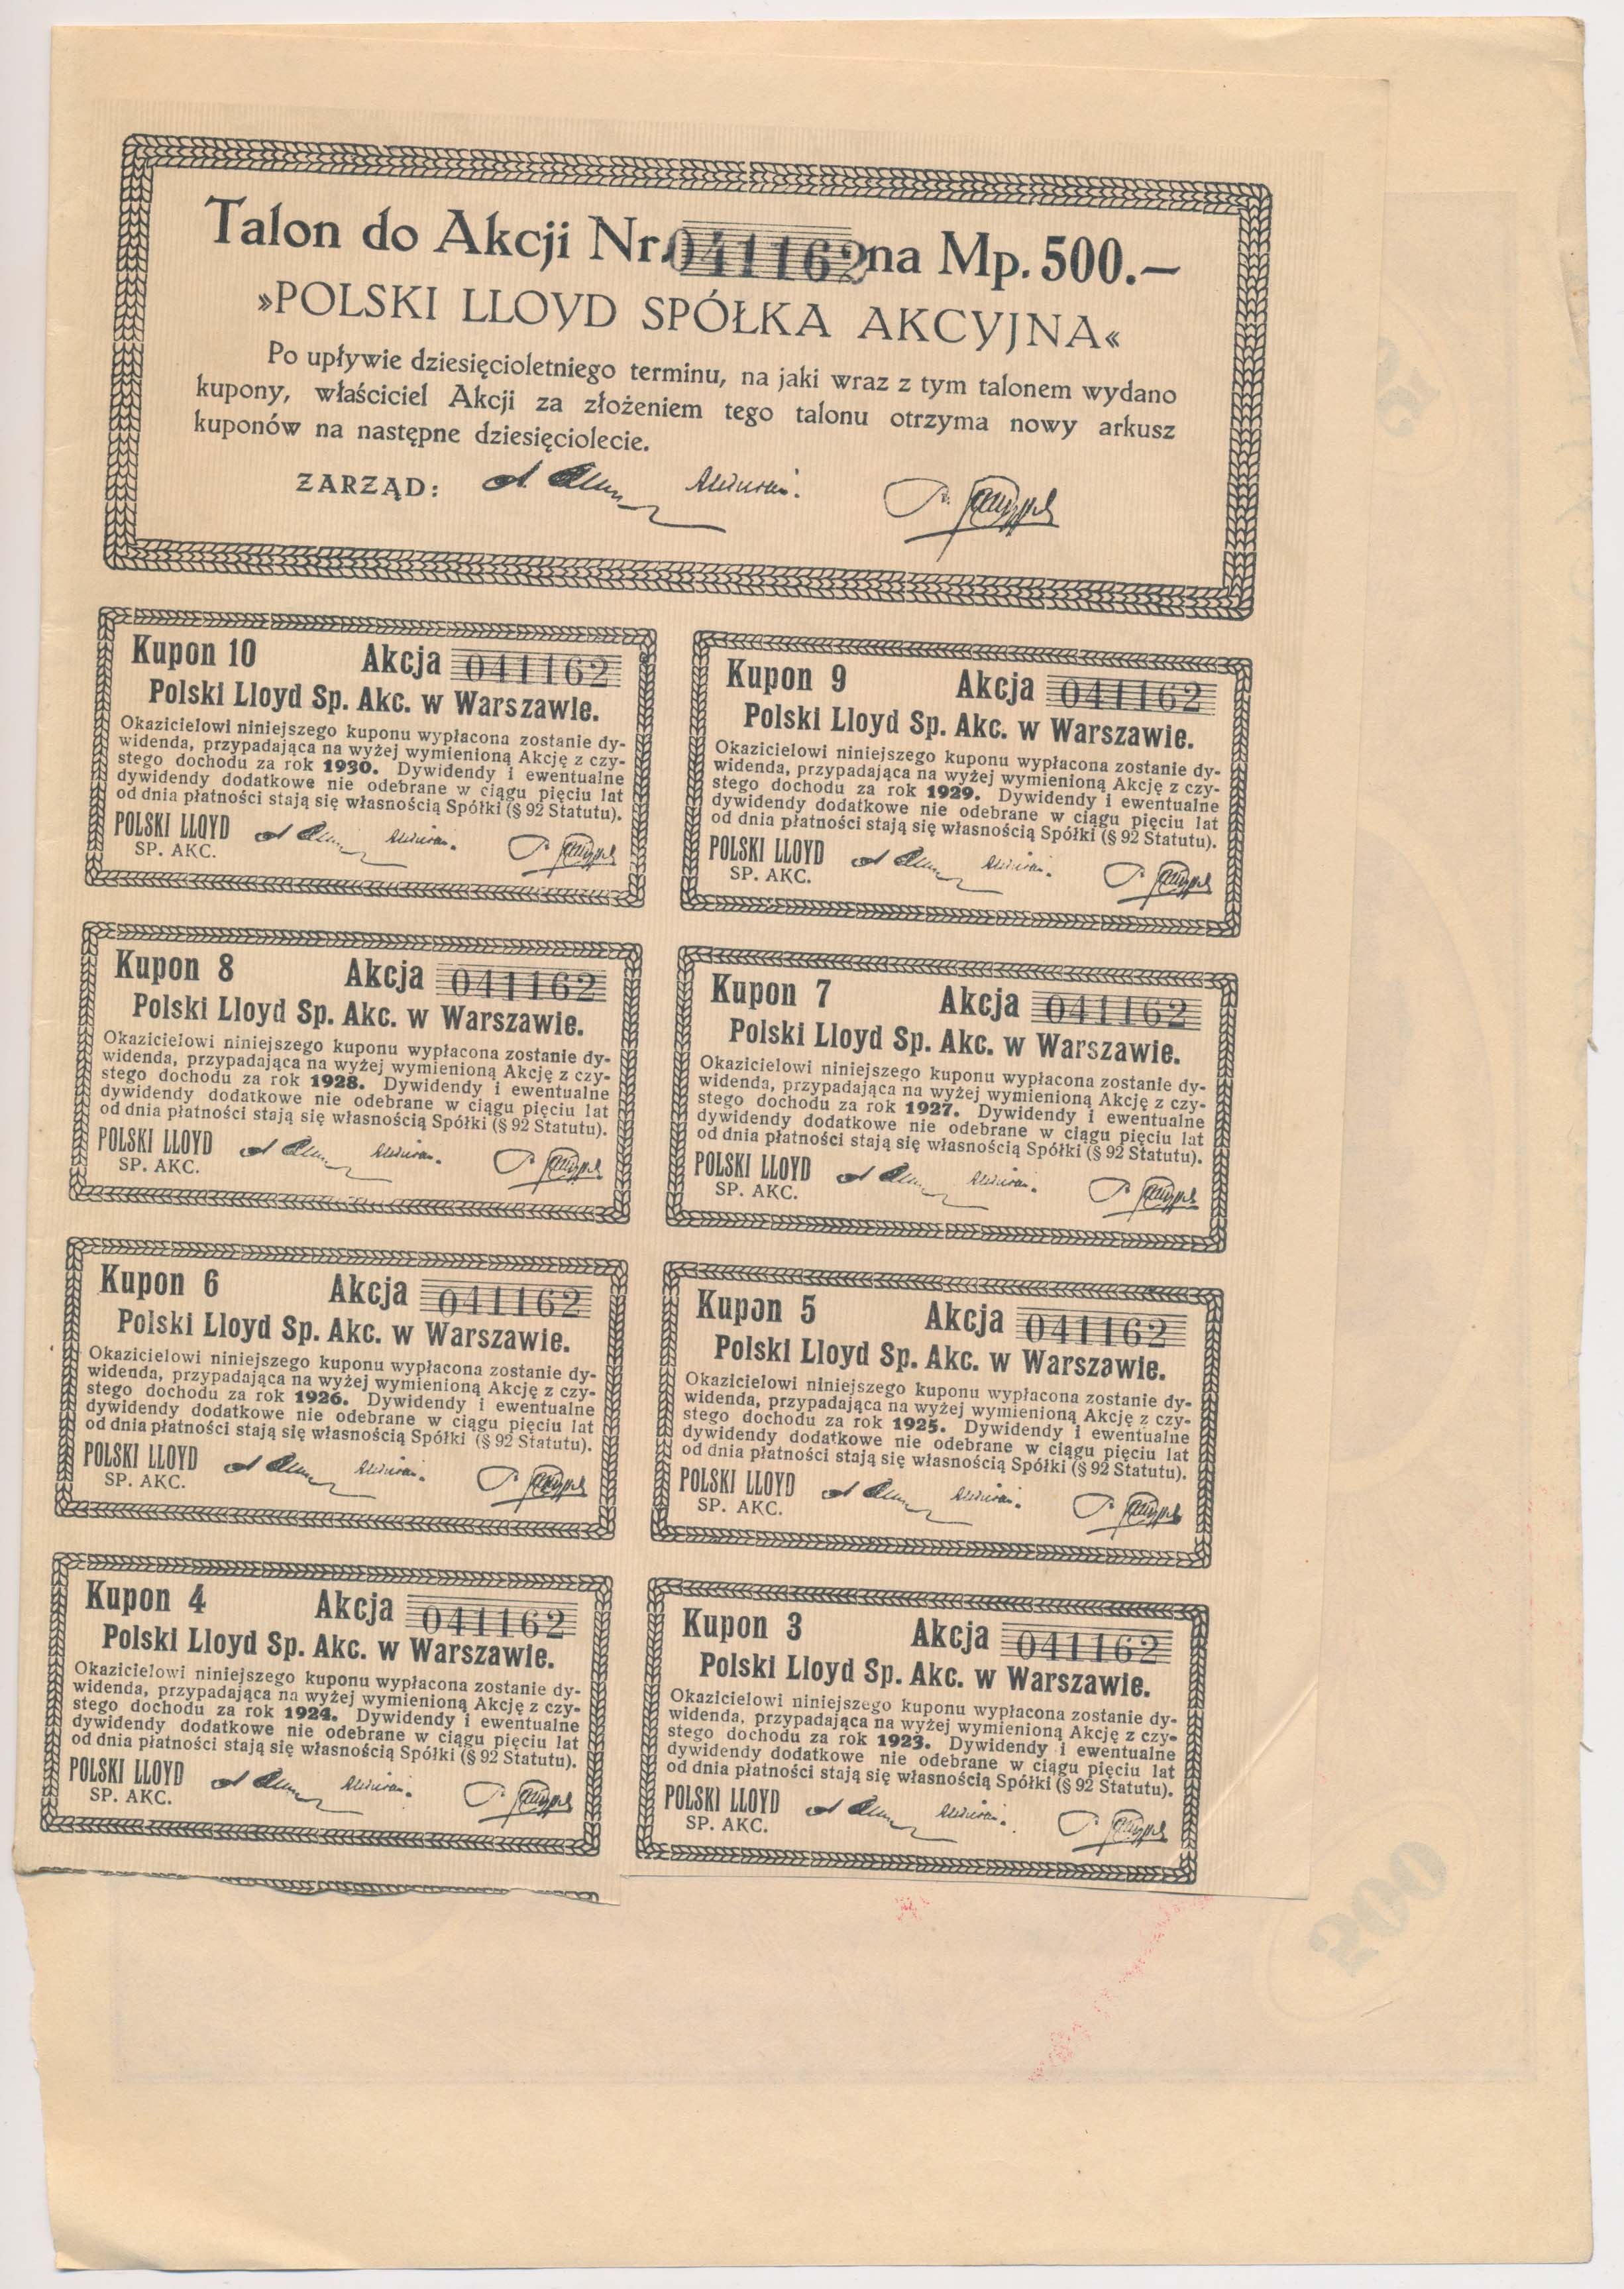 Talon do Akcji Nr. 041162 na Mp. 500.—
»POLSKI LLOYD SPÓŁKA AKCYJNA«
Po upływie dziesięcioletniego terminu, na jaki wraz z tym talonem wydano
kupony, właściciel Akcji za złożeniem tego talonu otrzyma nowy arkusz
kuponów na następne dziesięciolecie.
ZARZĄD:
Kupon 10 Akcja 041162
Polski Lloyd Sp. Akc. w Warszawie.
Okazicielowi niniejszego kuponu wypłacona zostanie dy-
widenda, przypadająca na wyżej wymienioną Akcję z czy-
stego dochodu za rok 1930. Dywidendy i ewentualne
dywidendy dodatkowe nie odebrane w ciągu pięciu lat
od dnia płatności stają się własnością Spółki (§ 92 Statutu).
POLSKI LLOYD
SP. AKC.
Kupon 9 Akcja 041162
Polski Lloyd Sp. Akc. w Warszawie.
Okazicielowi niniejszego kuponu wypłacona zostanie dy-
widenda, przypadająca na wyżej wymienioną Akcję z czy-
stego dochodu za rok 1929. Dywidendy i ewentualne
dywidendy dodatkowe nie odebrane w ciągu pięciu lat
od dnia płatności stają się własnością Spółki (§ 92 Statutu).
POLSKI LLOYD
SP. AKC.
Kupon 8 Akcja 041162
Polski Lloyd Sp. Akc. w Warszawie.
Okazicielowi niniejszego kuponu wypłacona zostanie dy-
widenda, przypadająca na wyżej wymienioną Akcję z czy-
stego dochodu za rok 1928. Dywidendy i ewentualne
dywidendy dodatkowe nie odebrane w ciągu pięciu lat
od dnia płatności stają się własnością Spółki (§ 92 Statutu).
POLSKI LLOYD
SP. AKC.
Kupon 7 Akcja 041162
Polski Lloyd Sp. Akc. w Warszawie.
Okazicielowi niniejszego kuponu wypłacona zostanie dy-
widenda, przypadająca na wyżej wymienioną Akcję z czy-
stego dochodu za rok 1927. Dywidendy i ewentualne
dywidendy dodatkowe nie odebrane w ciągu pięciu lat
od dnia płatności stają się własnością Spółki (§ 92 Statutu).
POLSKI LLOYD
SP. AKC.
Kupon 6 Akcja 041162
Polski Lloyd Sp. Akc. w Warszawie.
Okazicielowi niniejszego kuponu wypłacona zostanie dy-
widenda, przypadająca na wyżej wymienioną Akcję z czy-
stego dochodu za rok 1926. Dywidendy i ewentualne
dywidendy dodatkowe nie odebrane w ciągu pięciu lat
od dnia płatności stają się własnością Spółki (§ 92 Statutu).
POLSKI LLOYD
SP. AKC.
Kupon 5 Akcja 041162
Polski Lloyd Sp. Akc. w Warszawie.
Okazicielowi niniejszego kuponu wypłacona zostanie dy-
widenda, przypadająca na wyżej wymienioną Akcję z czy-
stego dochodu za rok 1925. Dywidendy i ewentualne
dywidendy dodatkowe nie odebrane w ciągu pięciu lat
od dnia płatności stają się własnością Spółki (§ 92 Statutu).
POLSKI LLOYD
SP. AKC.
Kupon 4 Akcja 041162
Polski Lloyd Sp. Akc. w Warszawie.
Okazicielowi niniejszego kuponu wypłacona zostanie dy-
widenda, przypadająca na wyżej wymienioną Akcję z czy-
stego dochodu za rok 1924. Dywidendy i ewentualne
dywidendy dodatkowe nie odebrane w ciągu pięciu lat
od dnia płatności stają się własnością Spółki (§ 92 Statutu).
POLSKI LLOYD
SP. AKC.
Kupon 3 Akcja 041162
Polski Lloyd Sp. Akc. w Warszawie.
Okazicielowi niniejszego kuponu wypłacona zostanie dy-
widenda, przypadająca na wyżej wymienioną Akcję z czy-
stego dochodu za rok 1923. Dywidendy i ewentualne
dywidendy dodatkowe nie odebrane w ciągu pięciu lat
od dnia płatności stają się własnością Spółki (§ 92 Statutu).
POLSKI LLOYD
SP. AKC.